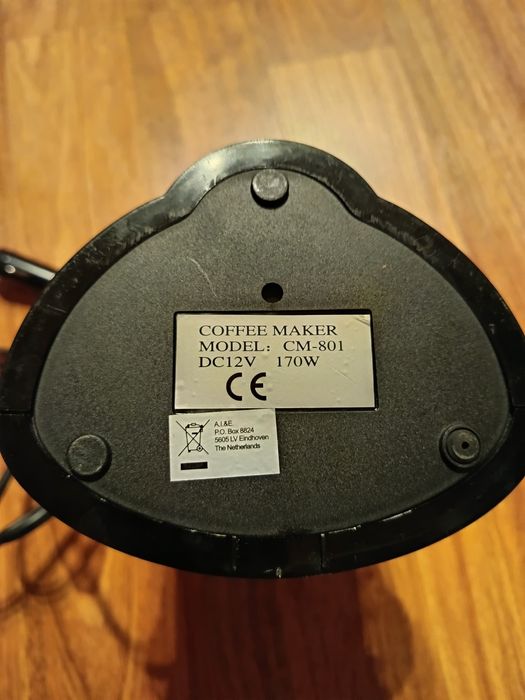 COFFEE MAKER
MODEL: CM-801
DC12V 170W
CE
A.I.&E.
P.O. Box 8824
5605 LV Eindhoven
The Netherlands